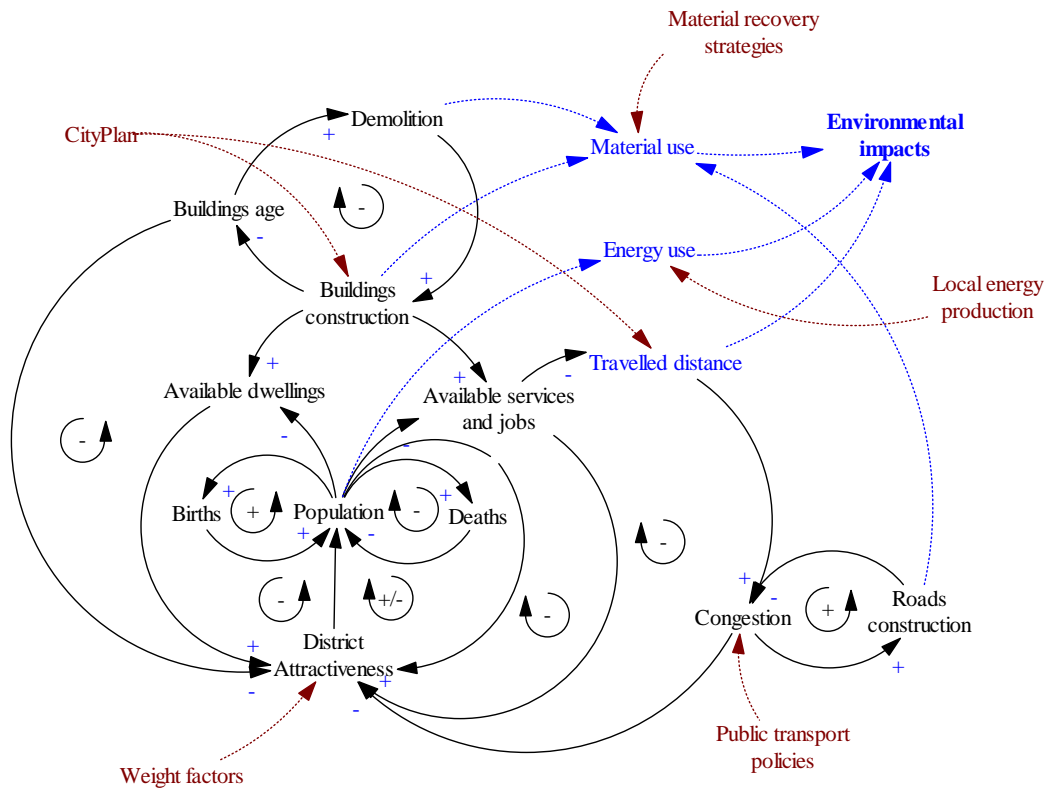 Material recovery
strategies
CityPlan
+
Demolition
Material use
Environmental
impacts
Buildings age
-
-
Energy use
Buildings
construction
+
Local energy
production
+
Available dwellings
+
Available services
and jobs
-
Travelled distance
-
-
-
Births
+
+
Population
+
-
-
+
Deaths
-
-
+/-
-
District
Attractiveness
+
-
+
-
Congestion
+
-
+
Roads
construction
+
Weight factors
Public transport
policies